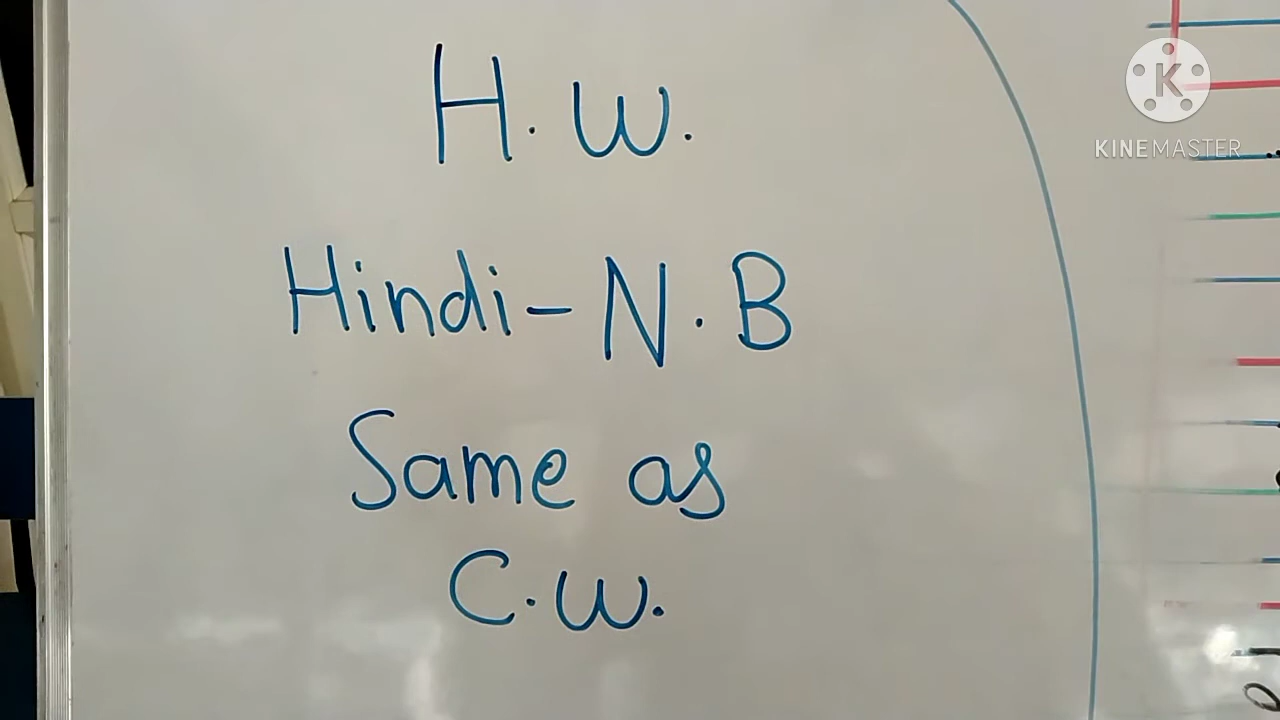 H.W.
Hindi - N.B
Same as
C.W.
K
KINEMASTER